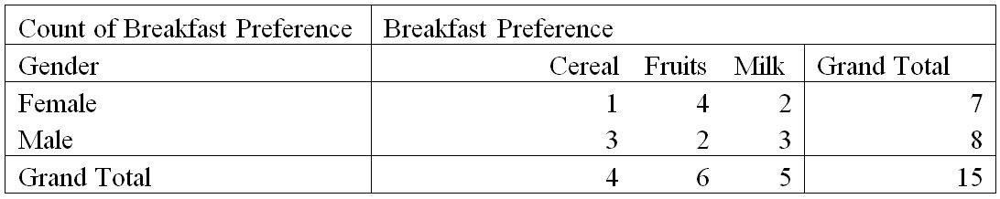 Count of Breakfast Preference Breakfast Preference
Gender Cereal Fruits Milk Grand Total
Female 1 4 2 7
Male 3 2 3 8
Grand Total 4 6 5 15